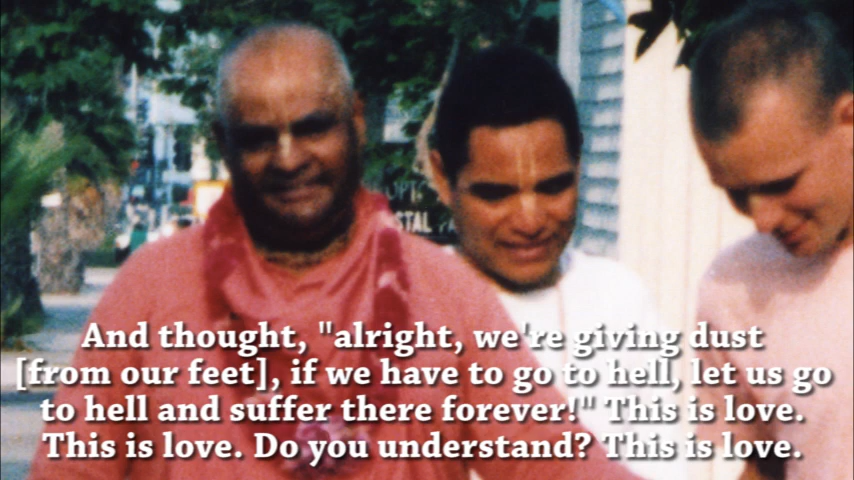 STAL
And thought, "alright, we're giving dust
[from our feet], if we have to go to hell, let us go
to hell and suffer there forever!" This is love.
This is love. Do you understand? This is love.